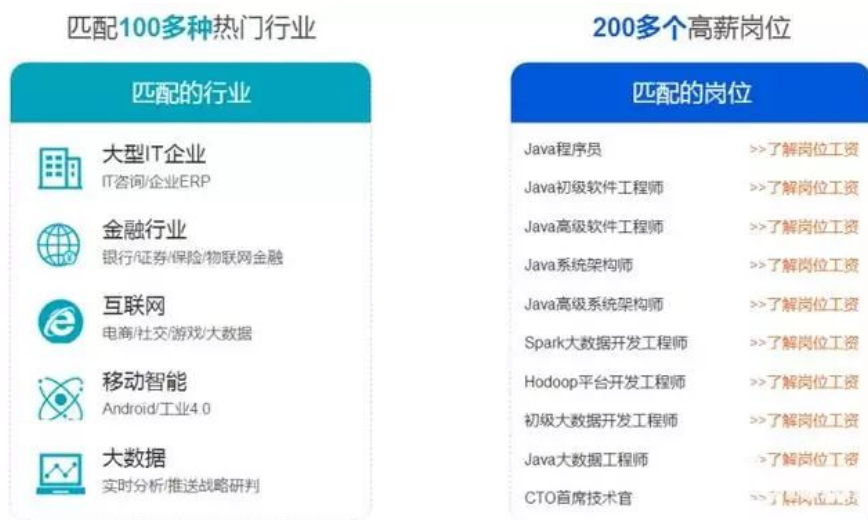 匹配100多种热门行业
匹配的行业
大型IT企业
IT咨询/企业ERP
金融行业
银行/证券/保险/物联网金融
互联网
电商/社交/游戏/大数据
移动智能
Android/工业4.0
大数据
实时分析/推送战略研判
200多个高薪岗位
匹配的岗位
Java程序员 >>了解岗位工资
Java初级软件工程师 >>了解岗位工资
Java高级软件工程师 >>了解岗位工资
Java系统架构师 >>了解岗位工资
Java高级系统架构师 >>了解岗位工资
Spark大数据开发工程师 >>了解岗位工资
Hodoop平台开发工程师 >>了解岗位工资
初级大数据开发工程师 >>了解岗位工资
Java大数据工程师 >了解岗位工资
CTO首席技术官 >>了解岗位工资